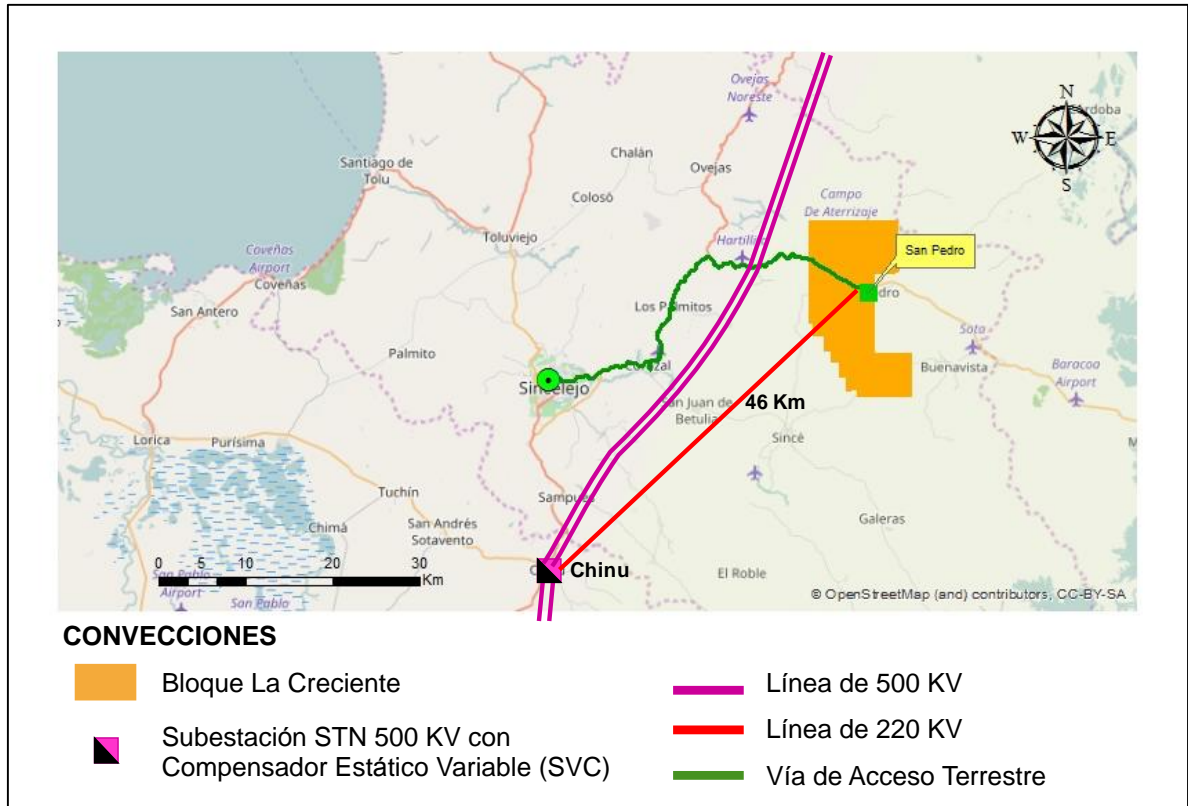 Ovejas
Noreste
N
W
E
S
Córdoba
Santiago de
Tolu
Chalán
Ovejas
Colosó
Campo
De Aterrizaje
Toluviejo
San Pedro
Coveñas
Airport
Coveñas
San Antero
Los Palmitos
Sota
Palmito
Buenavista
Baracoa
Airport
Sincelejo
46 Km
San Juan de
Betulia
Sincé
Lorica
Purísima
Tuchín
Sampués
Chimá
San Andrés
Sotavento
Galeras
0 5 10 20 30
Km
Chinu
El Roble
San Pablo
Airport
San Pablo
© OpenStreetMap (and) contributors, CC-BY-SA
CONVECCIONES
Bloque La Creciente
Línea de 500 KV
Subestación STN 500 KV con
Compensador Estático Variable (SVC)
Línea de 220 KV
Vía de Acceso Terrestre